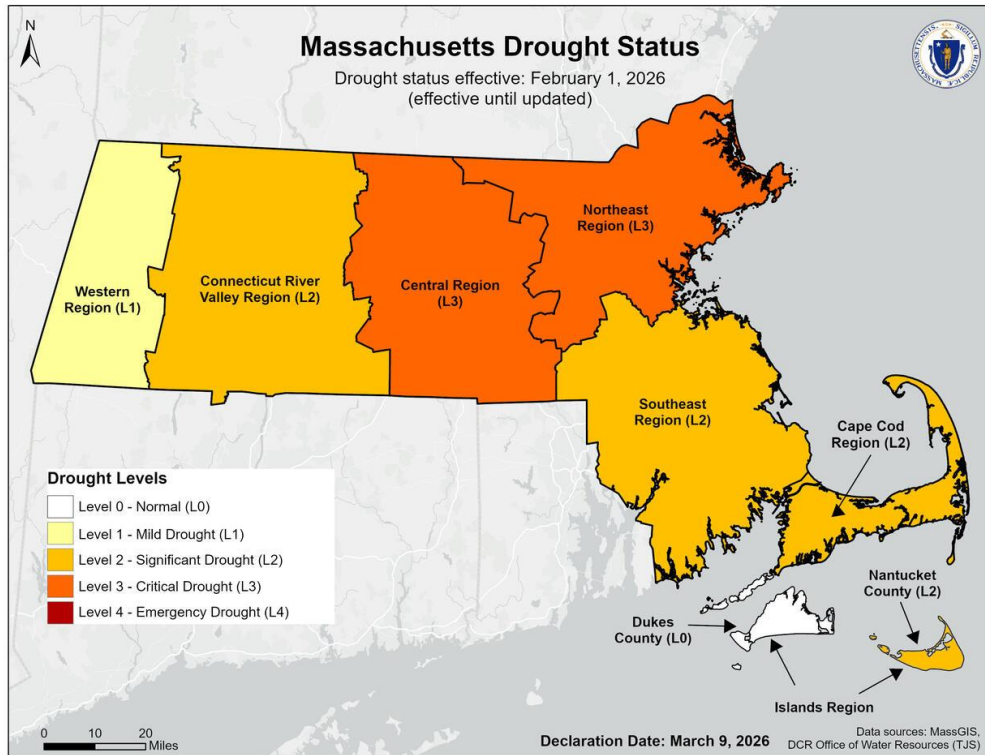 N
Massachusetts Drought Status
Drought status effective: February 1, 2026
(effective until updated)
Northeast
Region (L3)
Connecticut River
Valley Region (L2)
Central Region
(L3)
Western
Region (L1)
Southeast
Region (L2)
Cape Cod
Region (L2)
Drought Levels
Level 0 - Normal (L0)
Level 1 - Mild Drought (L1)
Level 2 - Significant Drought (L2)
Level 3 - Critical Drought (L3)
Level 4 - Emergency Drought (L4)
Nantucket
County (L2)
Dukes
County (L0)
Islands Region
0 10 20
Miles
Declaration Date: March 9, 2026
Data sources: MassGIS,
DCR Office of Water Resources (TJS)